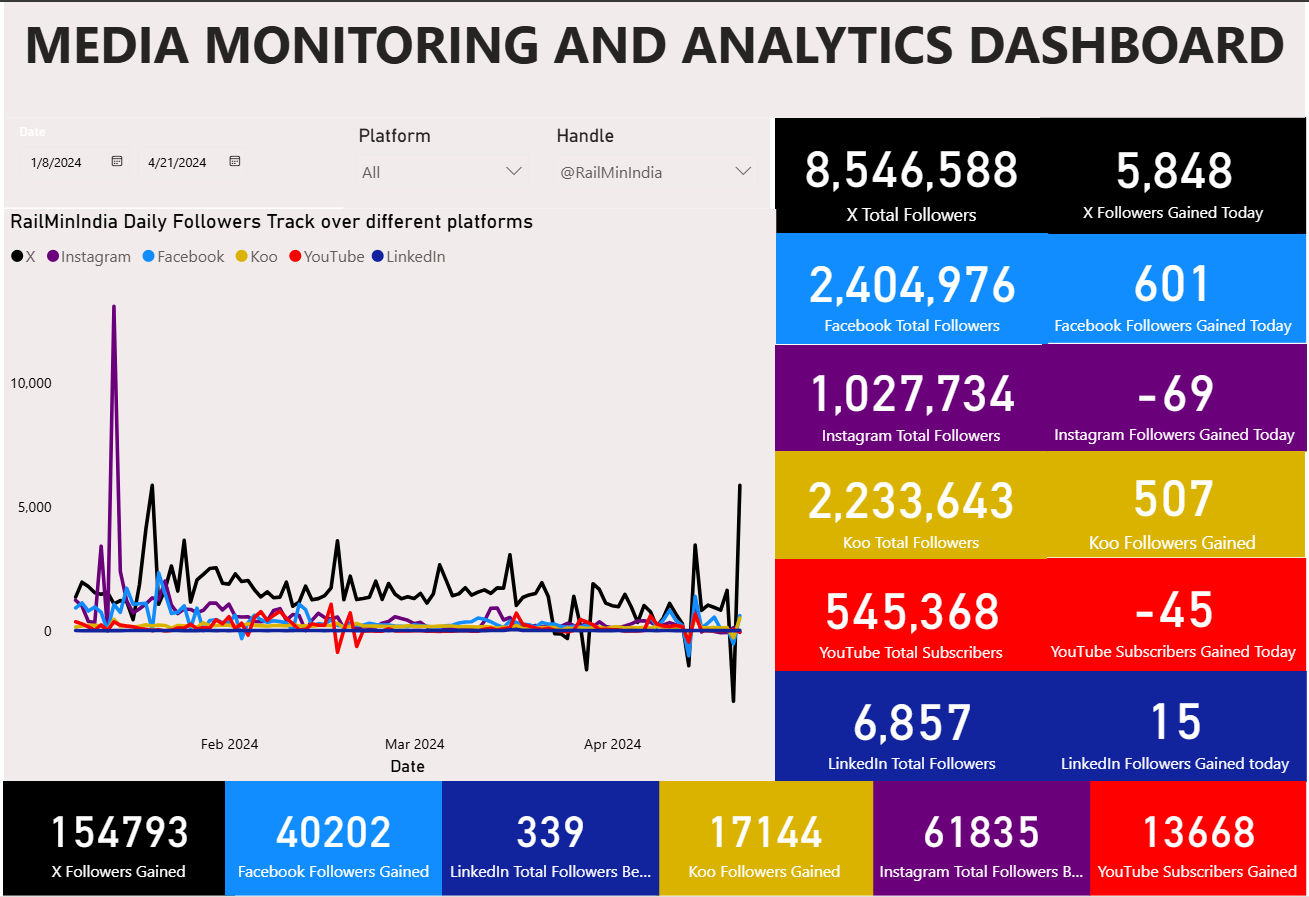 MEDIA MONITORING AND ANALYTICS DASHBOARD
Date
1/8/2024
4/21/2024
Platform
All
Handle
@RailMinIndia
RailMinIndia Daily Followers Track over different platforms
X Instagram Facebook Koo YouTube LinkedIn
10,000
5,000
0
Feb 2024 Mar 2024 Apr 2024
Date
8,546,588
X Total Followers
5,848
X Followers Gained Today
2,404,976
Facebook Total Followers
601
Facebook Followers Gained Today
1,027,734
Instagram Total Followers
-69
Instagram Followers Gained Today
2,233,643
Koo Total Followers
507
Koo Followers Gained
545,368
YouTube Total Subscribers
-45
YouTube Subscribers Gained Today
6,857
LinkedIn Total Followers
15
LinkedIn Followers Gained today
154793
X Followers Gained
40202
Facebook Followers Gained
339
LinkedIn Total Followers Be...
17144
Koo Followers Gained
61835
Instagram Total Followers B...
13668
YouTube Subscribers Gained